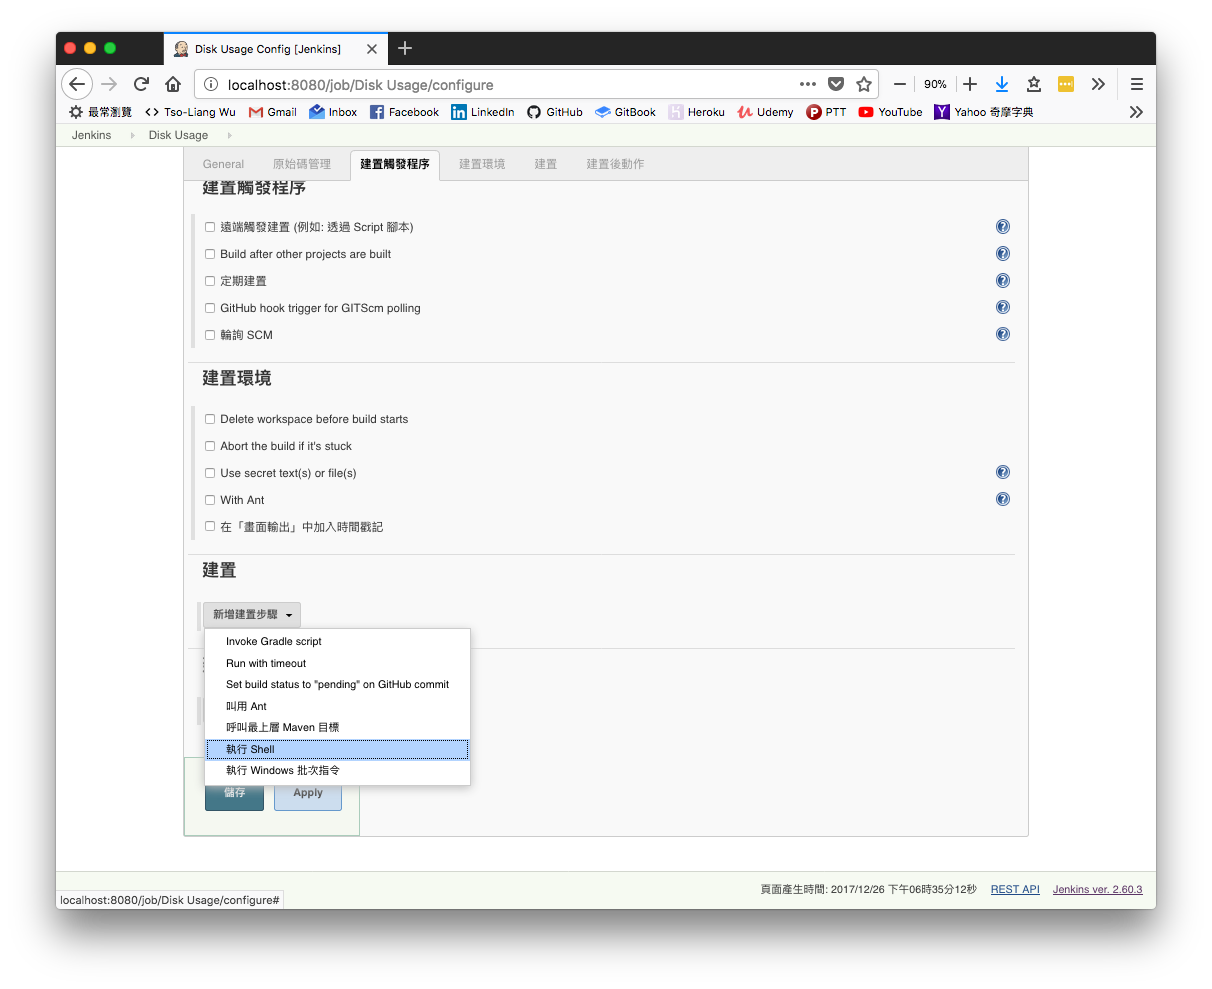 Disk Usage Config [Jenkins]
localhost:8080/job/Disk Usage/configure
90%
最常瀏覽 Tso-Liang Wu Gmail Inbox Facebook LinkedIn GitHub GitBook Heroku Udemy PTT YouTube Yahoo 奇摩字典
Jenkins Disk Usage
General 原始碼管理 建置觸發程序 建置環境 建置 建置後動作
建置觸發程序
遠端觸發建置 (例如: 透過 Script 腳本)
Build after other projects are built
定期建置
GitHub hook trigger for GITScm polling
輪詢 SCM
建置環境
Delete workspace before build starts
Abort the build if it's stuck
Use secret text(s) or file(s)
With Ant
在「畫面輸出」中加入時間戳記
建置
新增建置步驟
Invoke Gradle script
Run with timeout
Set build status to "pending" on GitHub commit
叫用 Ant
呼叫最上層 Maven 目標
執行 Shell
執行 Windows 批次指令
儲存 Apply
頁面產生時間: 2017/12/26 下午06時35分12秒 REST API Jenkins ver. 2.60.3
localhost:8080/job/Disk Usage/configure#